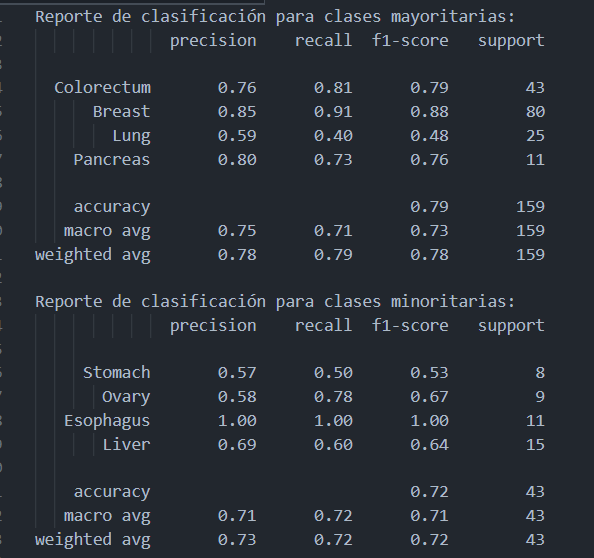 Reporte de clasificación para clases mayoritarias:
precision recall f1-score support
Colorectum 0.76 0.81 0.79 43
Breast 0.85 0.91 0.88 80
Lung 0.59 0.40 0.48 25
Pancreas 0.80 0.73 0.76 11
accuracy 0.79 159
macro avg 0.75 0.71 0.73 159
weighted avg 0.78 0.79 0.78 159
Reporte de clasificación para clases minoritarias:
precision recall f1-score support
Stomach 0.57 0.50 0.53 8
Ovary 0.58 0.78 0.67 9
Esophagus 1.00 1.00 1.00 11
Liver 0.69 0.60 0.64 15
accuracy 0.72 43
macro avg 0.71 0.72 0.71 43
weighted avg 0.73 0.72 0.72 43